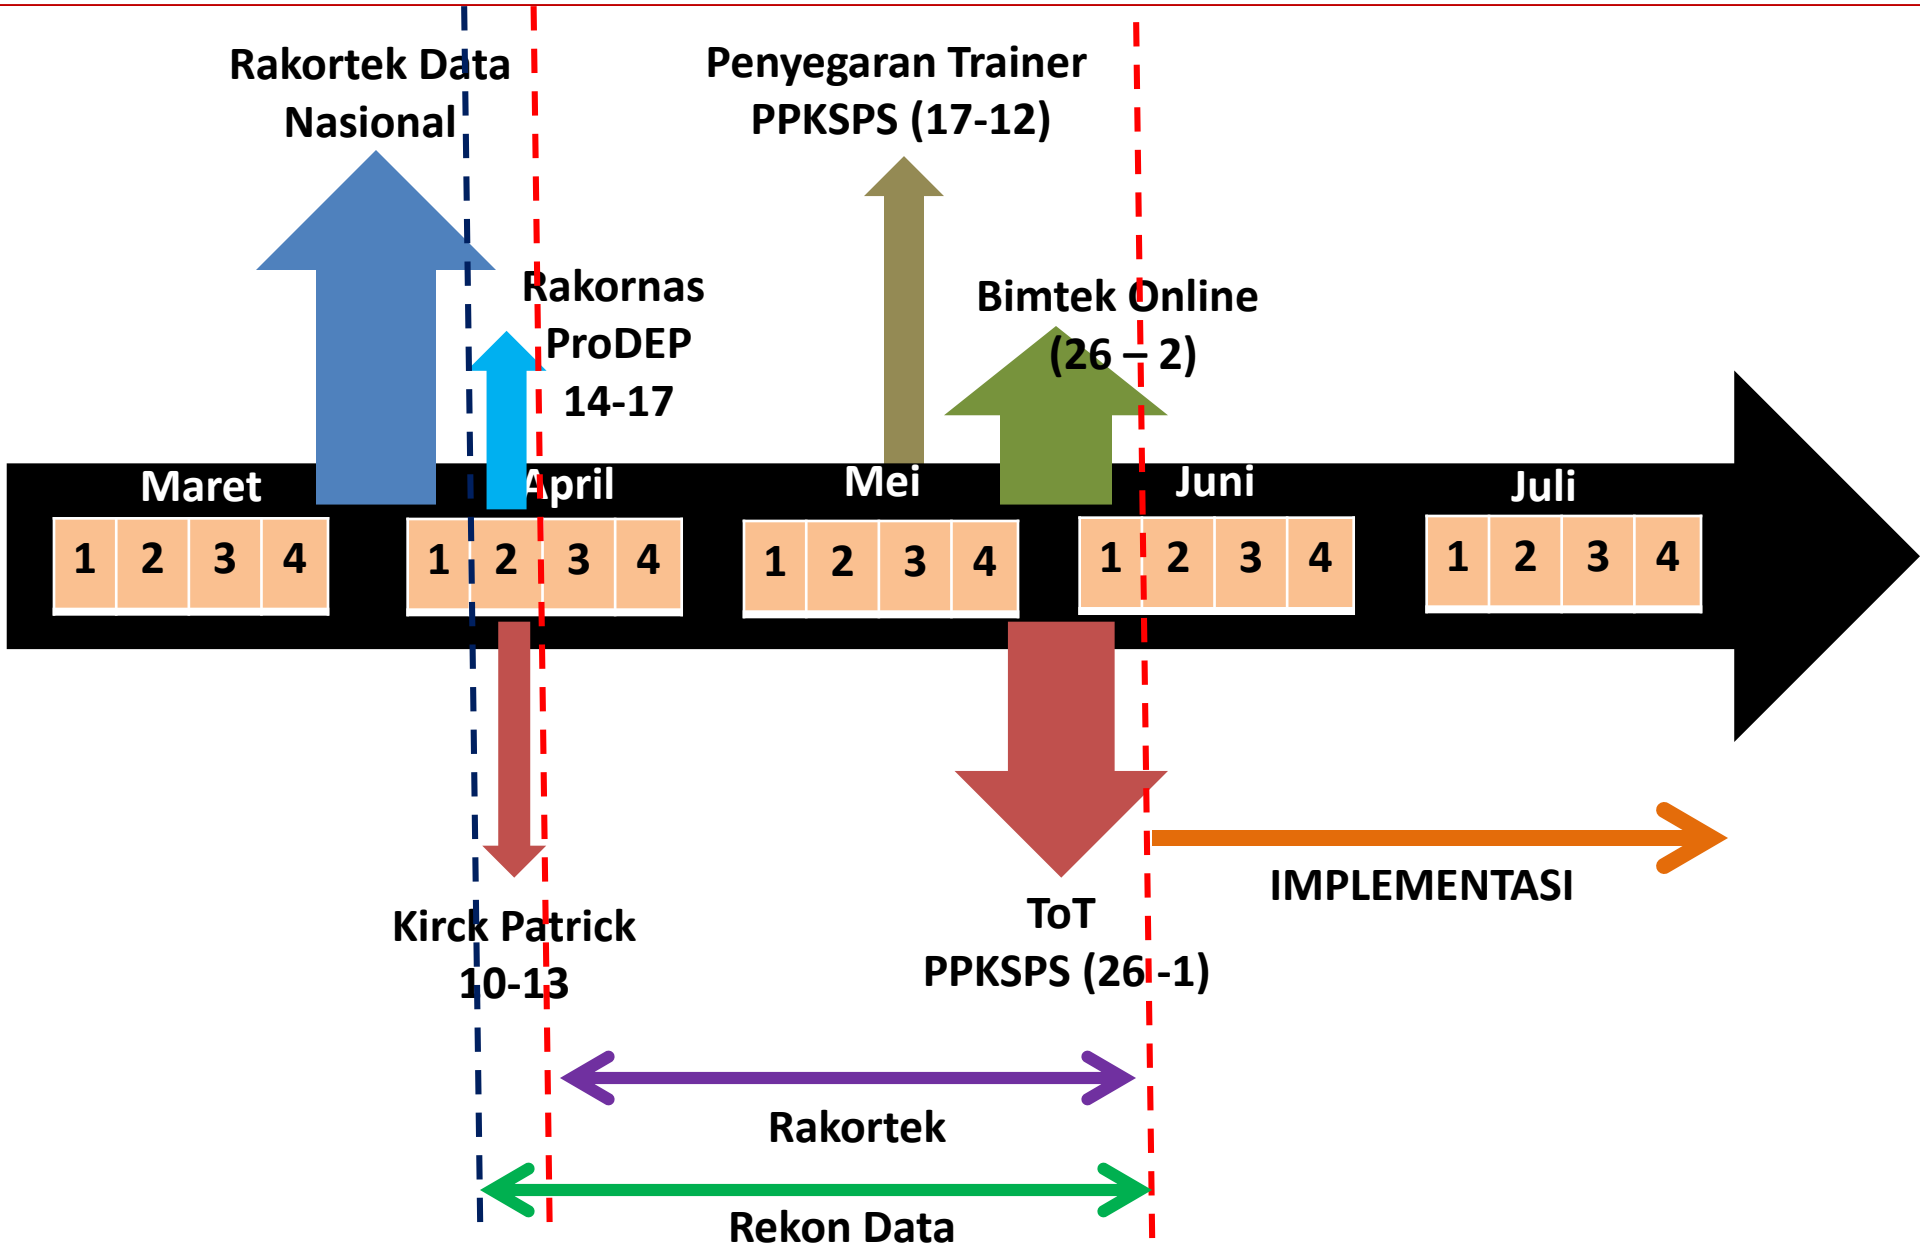 Rakortek Data
Nasional
Penyegaran Trainer
PPKSPS (17-12)
Rakornas
ProDEP
14-17
Bimtek Online
(26 – 2)
Maret
April
Mei
Juni
Juli
1 2 3 4
1 2 3 4
1 2 3 4
1 2 3 4
1 2 3 4
Kirck Patrick
10-13
ToT
PPKSPS (26 -1)
IMPLEMENTASI
Rakortek
Rekon Data